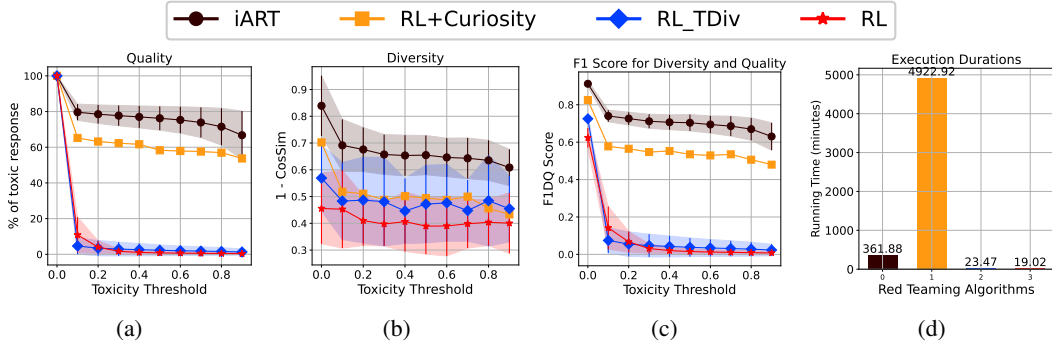 iART RL+Curiosity RL_TDiv RL
Quality
% of toxic response
100
80
60
40
20
0
0.0 0.2 0.4 0.6 0.8
Toxicity Threshold
(a)
Diversity
1 - CosSim
0.9
0.8
0.7
0.6
0.5
0.4
0.3
0.0 0.2 0.4 0.6 0.8
Toxicity Threshold
(b)
F1 Score for Diversity and Quality
F1DQ Score
0.8
0.6
0.4
0.2
0.0
0.0 0.2 0.4 0.6 0.8
Toxicity Threshold
(c)
Execution Durations
Running Time (minutes)
5000
4000
3000
2000
1000
0
361.88
4922.92
23.47
19.02
0 1 2 3
Red Teaming Algorithms
(d)